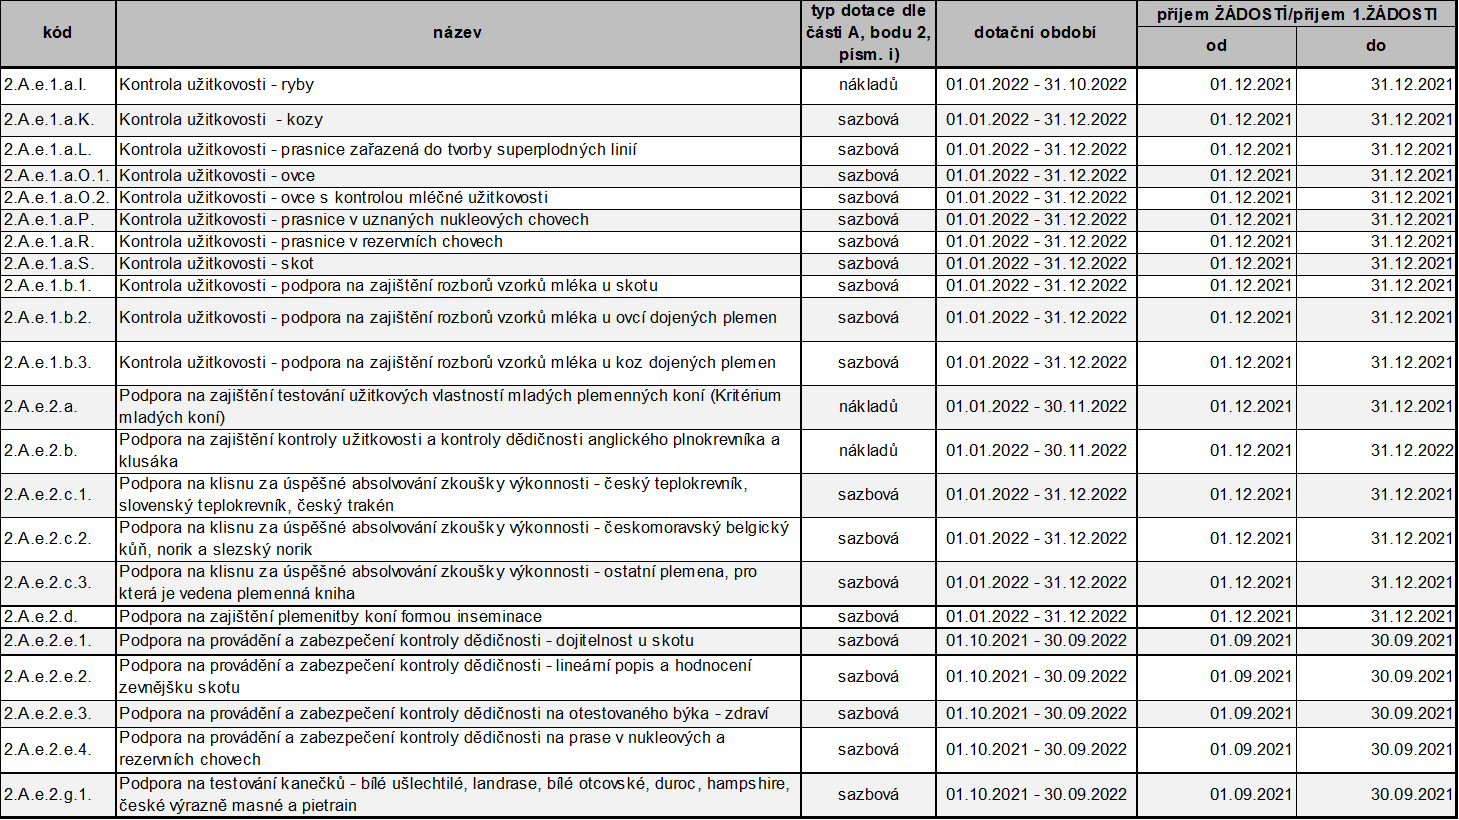 kód název typ dotace dle části A, bodu 2, písm. i) dotační období příjem ŽÁDOSTÍ/příjem 1.ŽÁDOSTI
od do
2.A.e.1.a.I. Kontrola užitkovosti - ryby nákladů 01.01.2022 - 31.10.2022 01.12.2021 31.12.2021
2.A.e.1.a.K. Kontrola užitkovosti - kozy sazbová 01.01.2022 - 31.12.2022 01.12.2021 31.12.2021
2.A.e.1.a.L. Kontrola užitkovosti - prasnice zařazená do tvorby superplodných linií sazbová 01.01.2022 - 31.12.2022 01.12.2021 31.12.2021
2.A.e.1.a.O.1. Kontrola užitkovosti - ovce sazbová 01.01.2022 - 31.12.2022 01.12.2021 31.12.2021
2.A.e.1.a.O.2. Kontrola užitkovosti - ovce s kontrolou mléčné užitkovosti sazbová 01.01.2022 - 31.12.2022 01.12.2021 31.12.2021
2.A.e.1.a.P. Kontrola užitkovosti - prasnice v uznaných nukleových chovech sazbová 01.01.2022 - 31.12.2022 01.12.2021 31.12.2021
2.A.e.1.a.R. Kontrola užitkovosti - prasnice v rezervních chovech sazbová 01.01.2022 - 31.12.2022 01.12.2021 31.12.2021
2.A.e.1.a.S. Kontrola užitkovosti - skot sazbová 01.01.2022 - 31.12.2022 01.12.2021 31.12.2021
2.A.e.1.b.1. Kontrola užitkovosti - podpora na zajištění rozborů vzorků mléka u skotu sazbová 01.01.2022 - 31.12.2022 01.12.2021 31.12.2021
2.A.e.1.b.2. Kontrola užitkovosti - podpora na zajištění rozborů vzorků mléka u ovcí dojených plemen sazbová 01.01.2022 - 31.12.2022 01.12.2021 31.12.2021
2.A.e.1.b.3. Kontrola užitkovosti - podpora na zajištění rozborů vzorků mléka u koz dojených plemen sazbová 01.01.2022 - 31.12.2022 01.12.2021 31.12.2021
2.A.e.2.a. Podpora na zajištění testování užitkových vlastností mladých plemenných koní (Kritérium
mladých koní) nákladů 01.01.2022 - 30.11.2022 01.12.2021 31.12.2021
2.A.e.2.b. Podpora na zajištění kontroly užitkovosti a kontroly dědičnosti anglického plnokrevníka a
klusáka nákladů 01.01.2022 - 30.11.2022 01.12.2021 31.12.2022
2.A.e.2.c.1. Podpora na klisnu za úspěšné absolvování zkoušky výkonnosti - český teplokrevník,
slovenský teplokrevník, český trakén sazbová 01.01.2022 - 31.12.2022 01.12.2021 31.12.2021
2.A.e.2.c.2. Podpora na klisnu za úspěšné absolvování zkoušky výkonnosti - českomoravský belgický
kůň, norik a slezský norik sazbová 01.01.2022 - 31.12.2022 01.12.2021 31.12.2021
2.A.e.2.c.3. Podpora na klisnu za úspěšné absolvování zkoušky výkonnosti - ostatní plemena, pro
která je vedena plemenná kniha sazbová 01.01.2022 - 31.12.2022 01.12.2021 31.12.2021
2.A.e.2.d. Podpora na zajištění plemenitby koní formou inseminace sazbová 01.01.2022 - 31.12.2022 01.12.2021 31.12.2021
2.A.e.2.e.1. Podpora na provádění a zabezpečení kontroly dědičnosti - dojitelnost u skotu sazbová 01.10.2021 - 30.09.2022 01.09.2021 30.09.2021
2.A.e.2.e.2. Podpora na provádění a zabezpečení kontroly dědičnosti - lineární popis a hodnocení
zevnějšku skotu sazbová 01.10.2021 - 30.09.2022 01.09.2021 30.09.2021
2.A.e.2.e.3. Podpora na provádění a zabezpečení kontroly dědičnosti na otestovaného býka - zdraví sazbová 01.10.2021 - 30.09.2022 01.09.2021 30.09.2021
2.A.e.2.e.4. Podpora na provádění a zabezpečení kontroly dědičnosti na prase v nukleových a
rezervních chovech sazbová 01.10.2021 - 30.09.2022 01.09.2021 30.09.2021
2.A.e.2.g.1. Podpora na testování kanečků - bílé ušlechtilé, landrase, bílé otcovské, duroc, hampshire,
české výrazně masné a pietrain sazbová 01.10.2021 - 30.09.2022 01.09.2021 30.09.2021